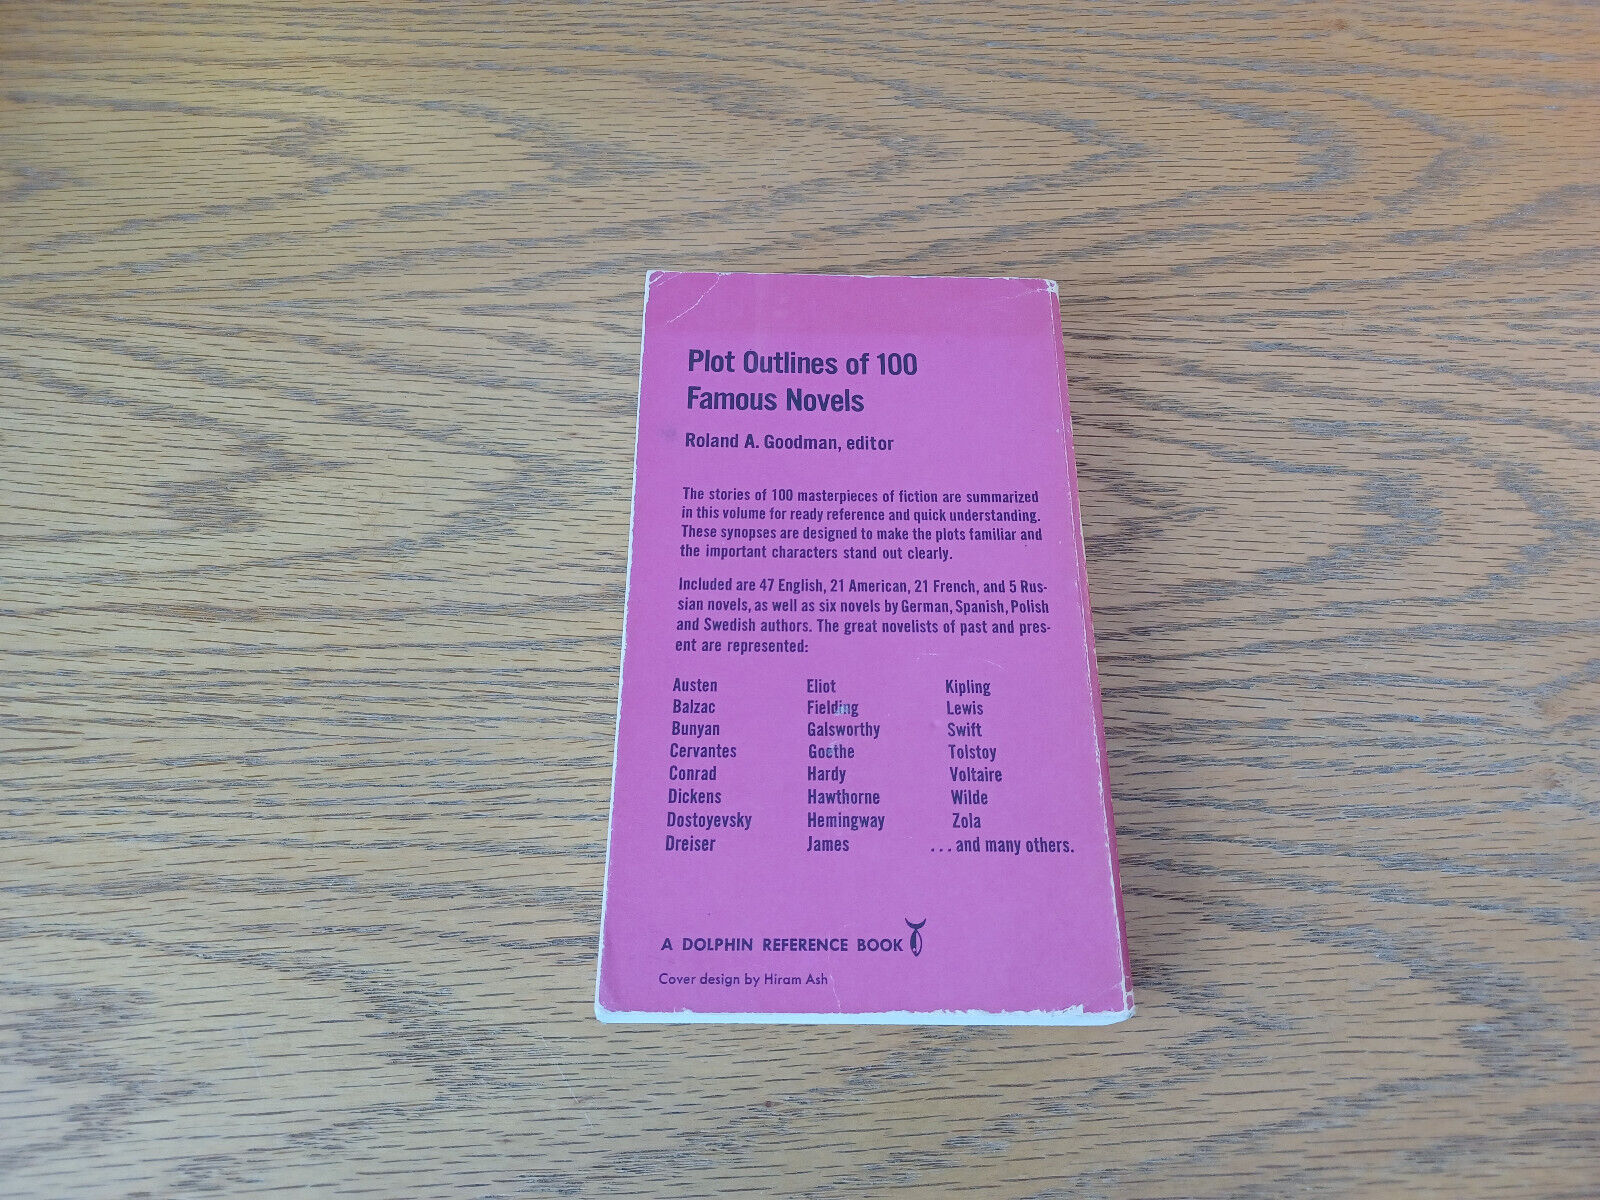 Plot Outlines of 100
Famous Novels
Roland A. Goodman, editor
The stories of 100 masterpieces of fiction are summarized
in this volume for ready reference and quick understanding.
These synopses are designed to make the plots familiar and
the important characters stand out clearly.
Included are 47 English, 21 American, 21 French, and 5 Rus-
sian novels, as well as six novels by German, Spanish, Polish
and Swedish authors. The great novelists of past and pres-
ent are represented:
Austen
Balzac
Bunyan
Cervantes
Conrad
Dickens
Dostoyevsky
Dreiser
Eliot
Fielding
Galsworthy
Goethe
Hardy
Hawthorne
Hemingway
James
Kipling
Lewis
Swift
Tolstoy
Voltaire
Wilde
Zola
...and many others.
A DOLPHIN REFERENCE BOOK
Cover design by Hiram Ash